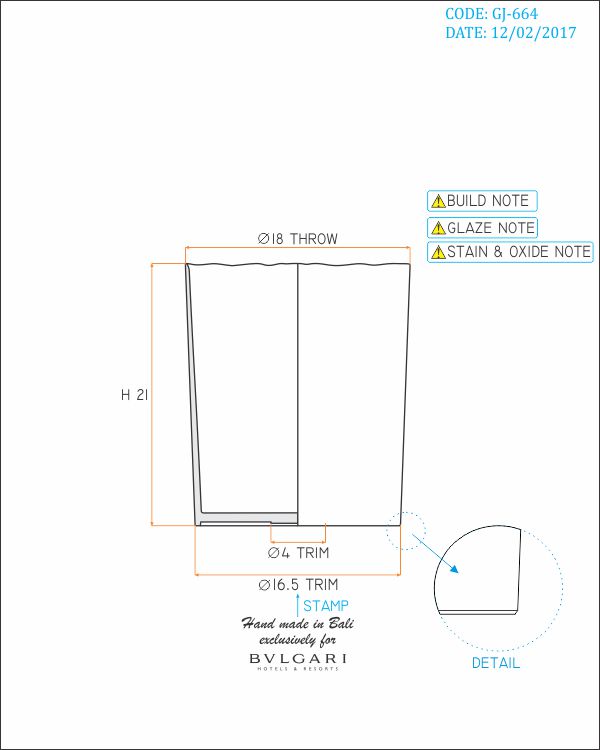 CODE: GJ-664
DATE: 12/02/2017
BUILD NOTE
GLAZE NOTE
STAIN & OXIDE NOTE
Ø18 THROW
H 21
Ø4 TRIM
Ø16.5 TRIM
STAMP
Hand made in Bali
exclusively for
BVLGARI
HOTELS & RESORTS
DETAIL